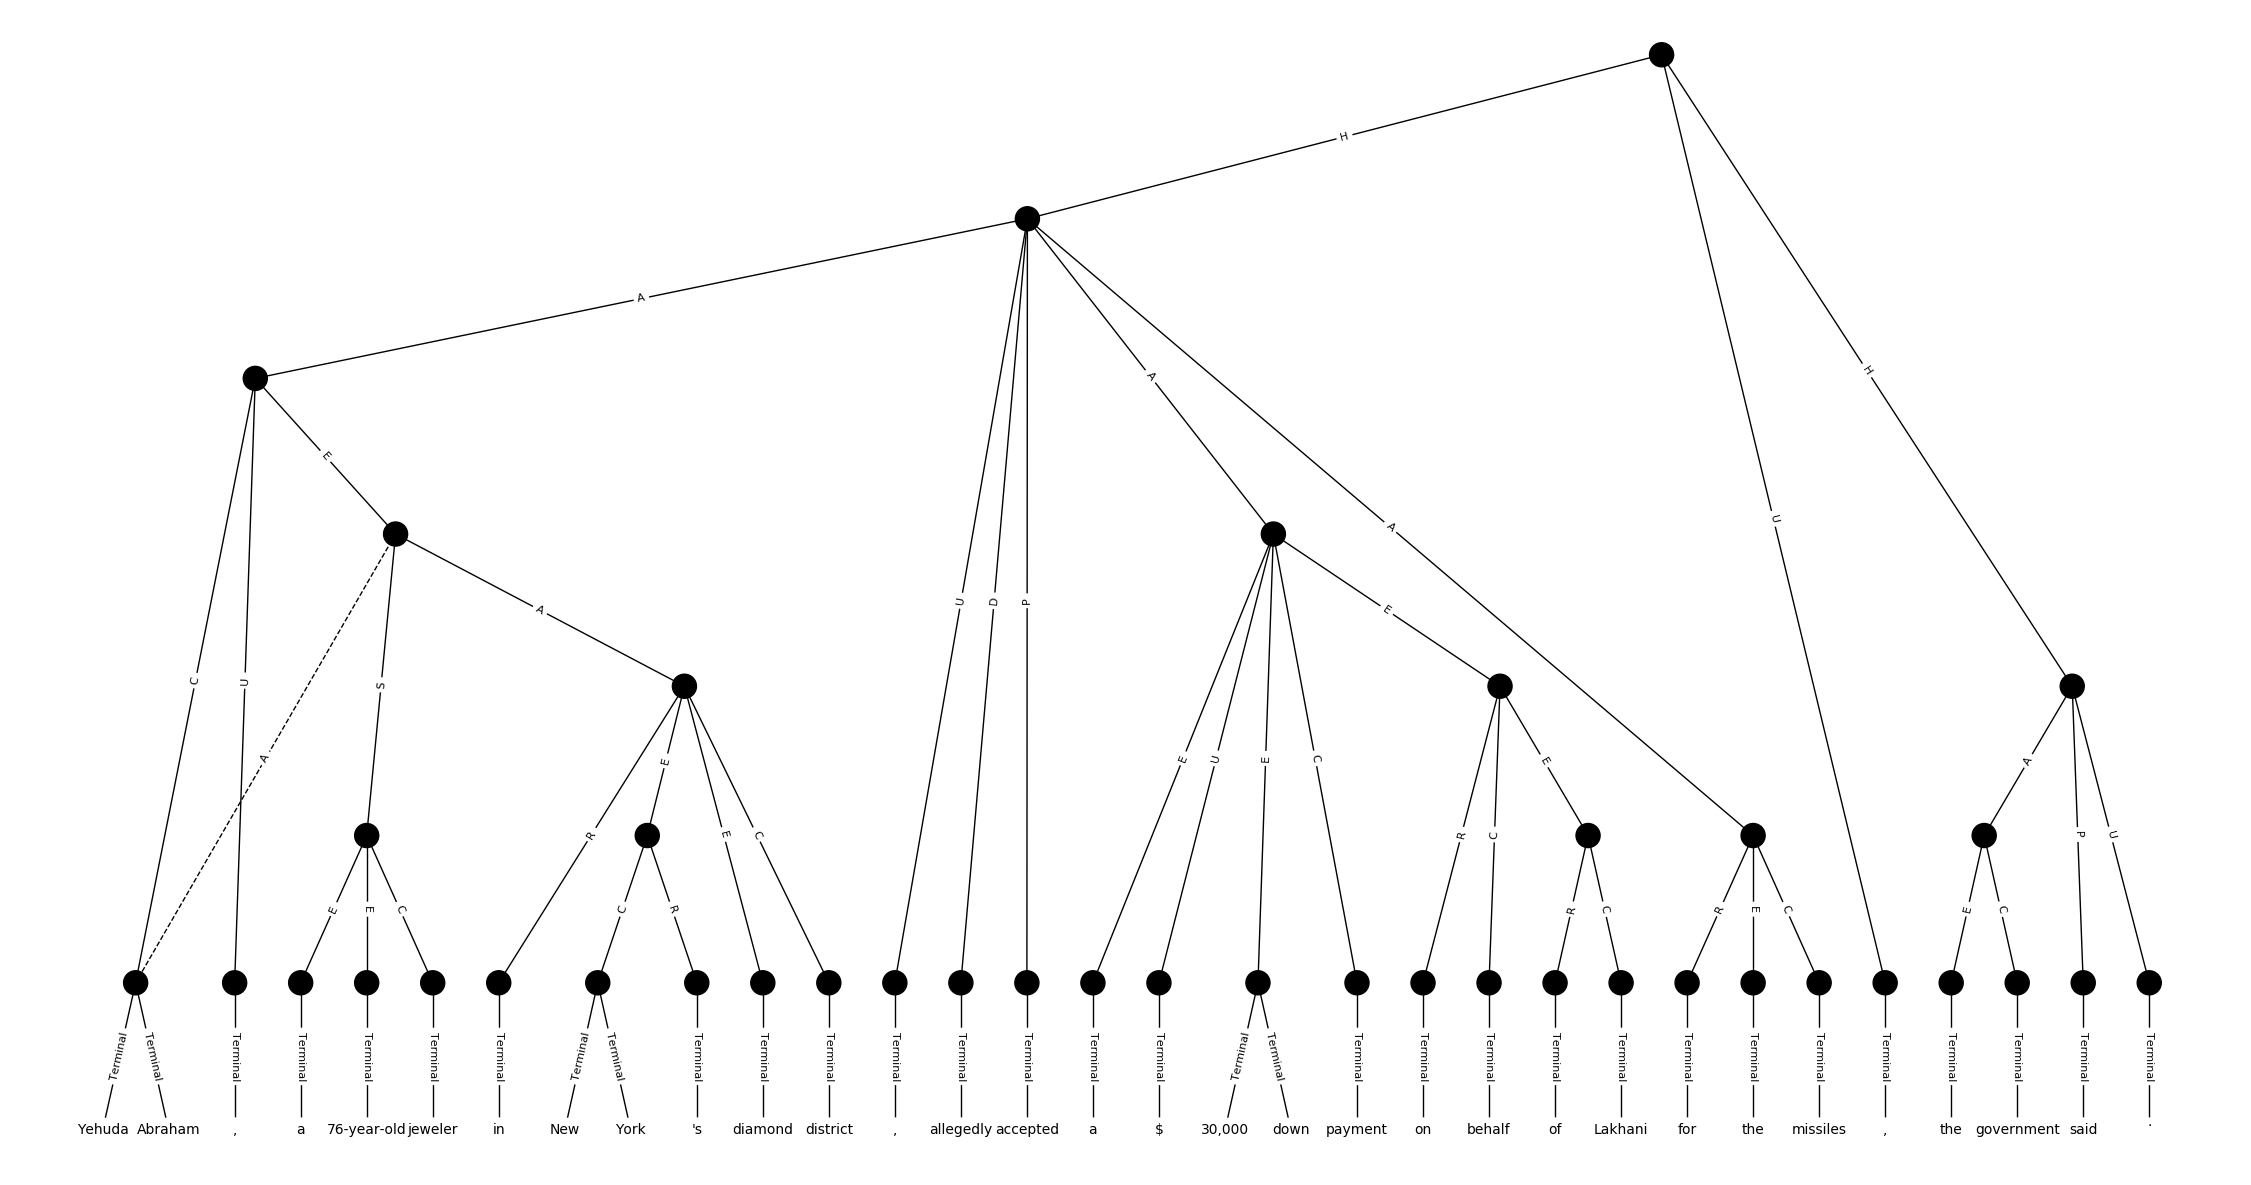 H
A
A
H
E
U
A
E
A
U
D
P
C
U
S
A
E
U
E
C
E
A
R
E
E
C
R
C
P
U
E
E
C
C
R
R
C
R
E
C
E
C
Terminal Terminal Terminal Terminal Terminal Terminal Terminal Terminal Terminal Terminal Terminal Terminal Terminal Terminal Terminal Terminal Terminal Terminal Terminal Terminal Terminal Terminal Terminal Terminal Terminal Terminal Terminal Terminal Terminal Terminal Terminal Terminal
Yehuda Abraham , a 76-year-old jeweler in New York 's diamond district , allegedly accepted a $ 30,000 down payment on behalf of Lakhani for the missiles , the government said .